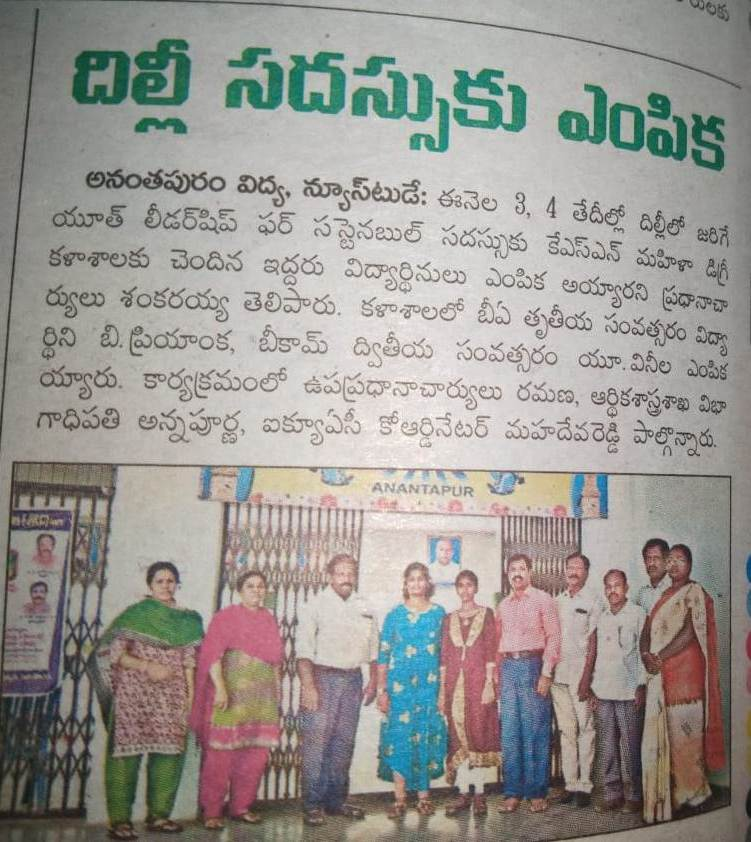 దిల్లీ సదస్సుకు ఎంపిక
అనంతపురం విద్య, న్యూస్‌టుడే: ఈనెల 3, 4 తేదీల్లో దిల్లీలో జరిగే
యూత్ లీడర్‌షిప్ ఫర్ సస్టైనబుల్ సదస్సుకు కేఎస్ఎన్ మహిళా డిగ్రీ
కళాశాలకు చెందిన ఇద్దరు విద్యార్థినులు ఎంపిక అయ్యారని ప్రధానాచా
ర్యులు శంకరయ్య తెలిపారు. కళాశాలలో బీఏ తృతీయ సంవత్సరం విద్యా
ర్థిని బి.ప్రియాంక, బీకామ్ ద్వితీయ సంవత్సరం యూ.వినీల ఎంపిక
య్యారు. కార్యక్రమంలో ఉపప్రధానాచార్యులు రమణ, ఆర్థికశాస్త్రశాఖ విభా
గాధిపతి అన్నపూర్ణ, ఐక్యూఏసీ కోఆర్డినేటర్ మహదేవరెడ్డి పాల్గొన్నారు.
ANANTAPUR